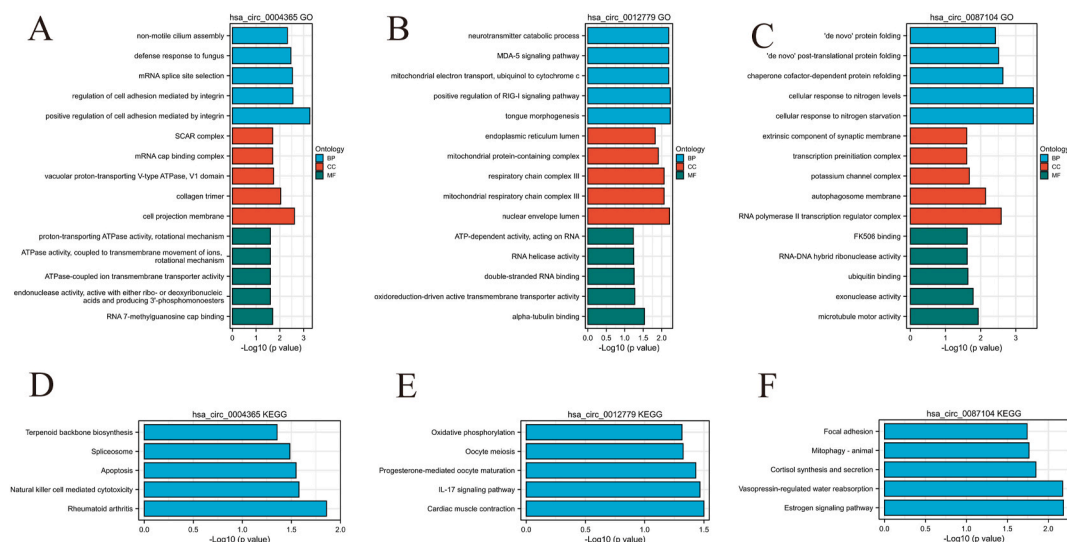 A
hsa_circ_0004365 GO
non-motile cilium assembly
defense response to fungus
mRNA splice site selection
regulation of cell adhesion mediated by integrin
positive regulation of cell adhesion mediated by integrin
SCAR complex
mRNA cap binding complex
vacuolar proton-transporting V-type ATPase, V1 domain
collagen trimer
cell projection membrane
proton-transporting ATPase activity, rotational mechanism
ATPase activity, coupled to transmembrane movement of ions,
rotational mechanism
ATPase-coupled ion transmembrane transporter activity
endonuclease activity, active with either ribo- or deoxyribonucleic
acids and producing 3'-phosphomonoesters
RNA 7-methylguanosine cap binding
0 1 2 3
-Log10 (p value)
Ontology
BP
CC
MF
B
hsa_circ_0012779 GO
neurotransmitter catabolic process
MDA-5 signaling pathway
mitochondrial electron transport, ubiquinol to cytochrome c
positive regulation of RIG-I signaling pathway
tongue morphogenesis
endoplasmic reticulum lumen
mitochondrial protein-containing complex
respiratory chain complex III
mitochondrial respiratory chain complex III
nuclear envelope lumen
ATP-dependent activity, acting on RNA
RNA helicase activity
double-stranded RNA binding
oxidoreduction-driven active transmembrane transporter activity
alpha-tubulin binding
0.0 0.5 1.0 1.5 2.0
-Log10 (p value)
Ontology
BP
CC
MF
C
hsa_circ_0087104 GO
'de novo' protein folding
'de novo' post-translational protein folding
chaperone cofactor-dependent protein refolding
cellular response to nitrogen levels
cellular response to nitrogen starvation
extrinsic component of synaptic membrane
transcription preinitiation complex
potassium channel complex
autophagosome membrane
RNA polymerase II transcription regulator complex
FK506 binding
RNA-DNA hybrid ribonuclease activity
ubiquitin binding
exonuclease activity
microtubule motor activity
0 1 2 3
-Log10 (p value)
Ontology
BP
CC
MF
D
hsa_circ_0004365 KEGG
Terpenoid backbone biosynthesis
Spliceosome
Apoptosis
Natural killer cell mediated cytotoxicity
Rheumatoid arthritis
0.0 0.5 1.0 1.5 2.0
-Log10 (p value)
E
hsa_circ_0012779 KEGG
Oxidative phosphorylation
Oocyte meiosis
Progesterone-mediated oocyte maturation
IL-17 signaling pathway
Cardiac muscle contraction
0.0 0.5 1.0 1.5
-Log10 (p value)
F
hsa_circ_0087104 KEGG
Focal adhesion
Mitophagy - animal
Cortisol synthesis and secretion
Vasopressin-regulated water reabsorption
Estrogen signaling pathway
0.0 0.5 1.0 1.5 2.0
-Log10 (p value)